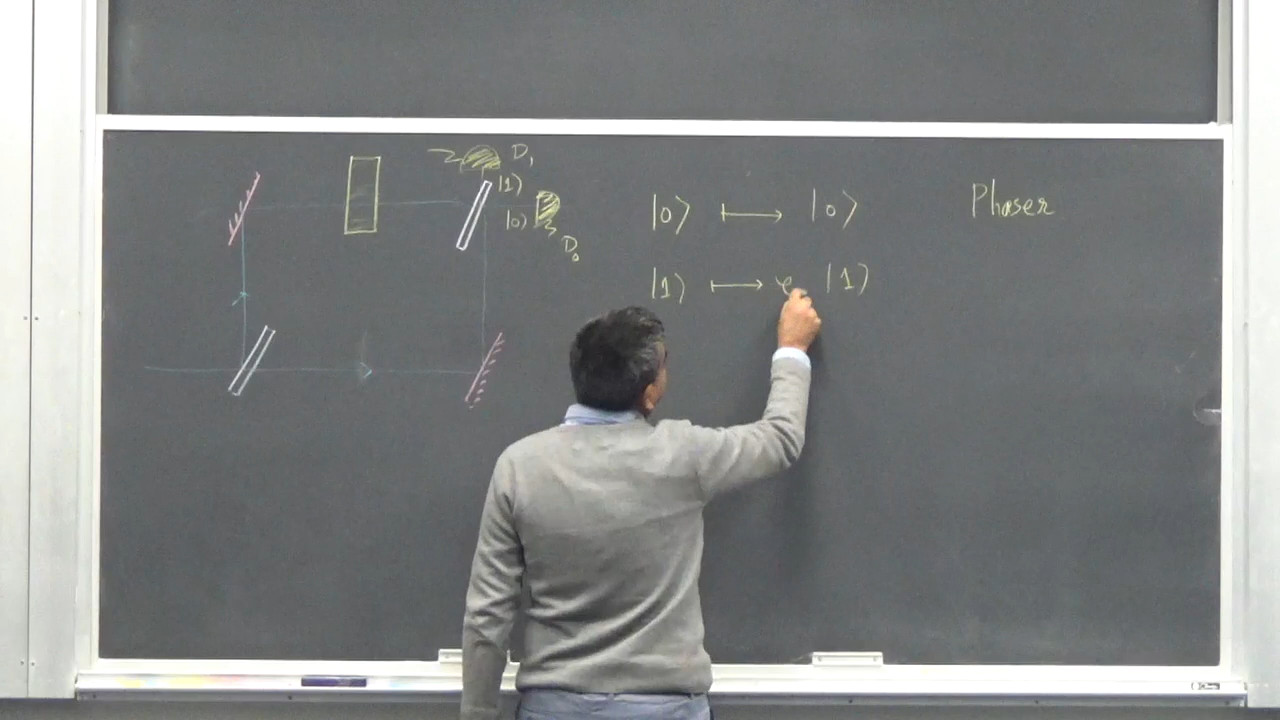 D₁
|1⟩
|0⟩
D₀
|0⟩ ⟼ |0⟩
|1⟩ ⟼ |1⟩
Phaser